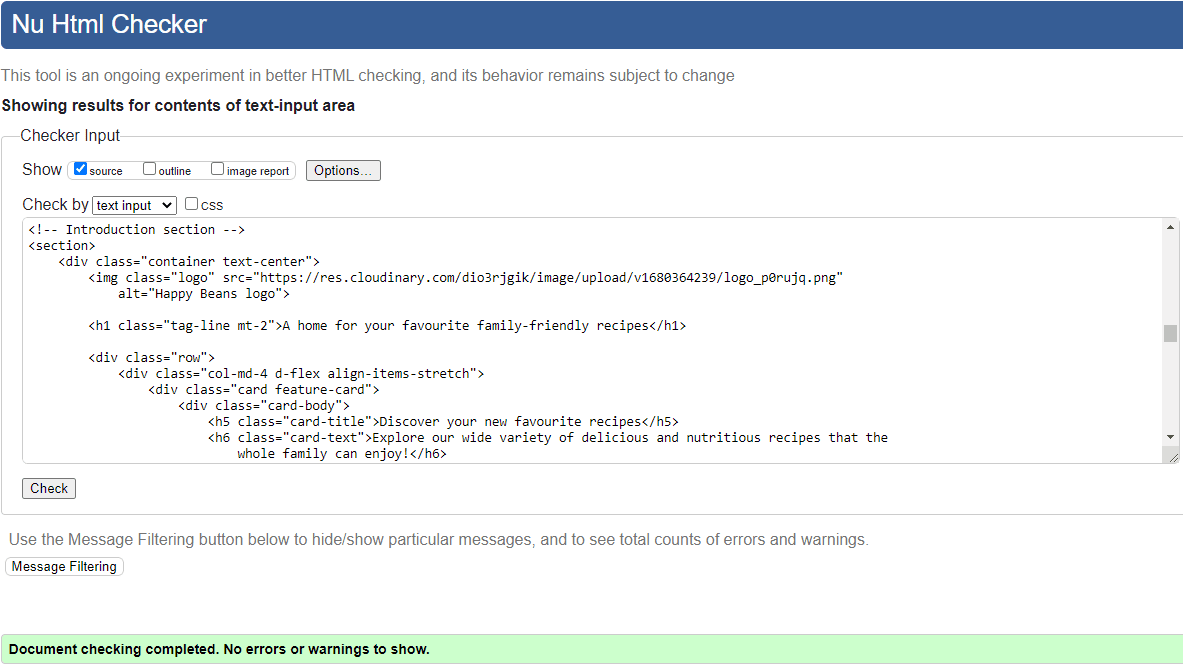 Nu Html Checker
This tool is an ongoing experiment in better HTML checking, and its behavior remains subject to change
Showing results for contents of text-input area
Checker Input
Show source outline image report Options...
Check by text input css
<!-- Introduction section -->
<section>
<div class="container text-center">
<img class="logo" src="https://res.cloudinary.com/dio3rjgik/image/upload/v1680364239/logo_p0rujq.png"
alt="Happy Beans logo">
<h1 class="tag-line mt-2">A home for your favourite family-friendly recipes</h1>
<div class="row">
<div class="col-md-4 d-flex align-items-stretch">
<div class="card feature-card">
<div class="card-body">
<h5 class="card-title">Discover your new favourite recipes</h5>
<h6 class="card-text">Explore our wide variety of delicious and nutritious recipes that the
whole family can enjoy!</h6>
Check
Use the Message Filtering button below to hide/show particular messages, and to see total counts of errors and warnings.
Message Filtering
Document checking completed. No errors or warnings to show.